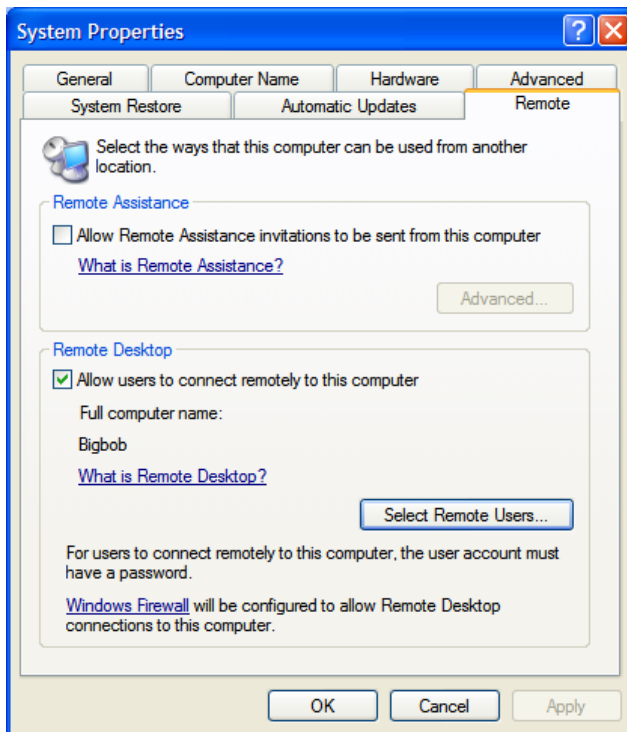 System Properties
General
Computer Name
Hardware
Advanced
System Restore
Automatic Updates
Remote
Select the ways that this computer can be used from another
location.
Remote Assistance
Allow Remote Assistance invitations to be sent from this computer
What is Remote Assistance?
Advanced...
Remote Desktop
Allow users to connect remotely to this computer
Full computer name:
Bigbob
What is Remote Desktop?
Select Remote Users...
For users to connect remotely to this computer, the user account must
have a password.
Windows Firewall will be configured to allow Remote Desktop
connections to this computer.
OK
Cancel
Apply